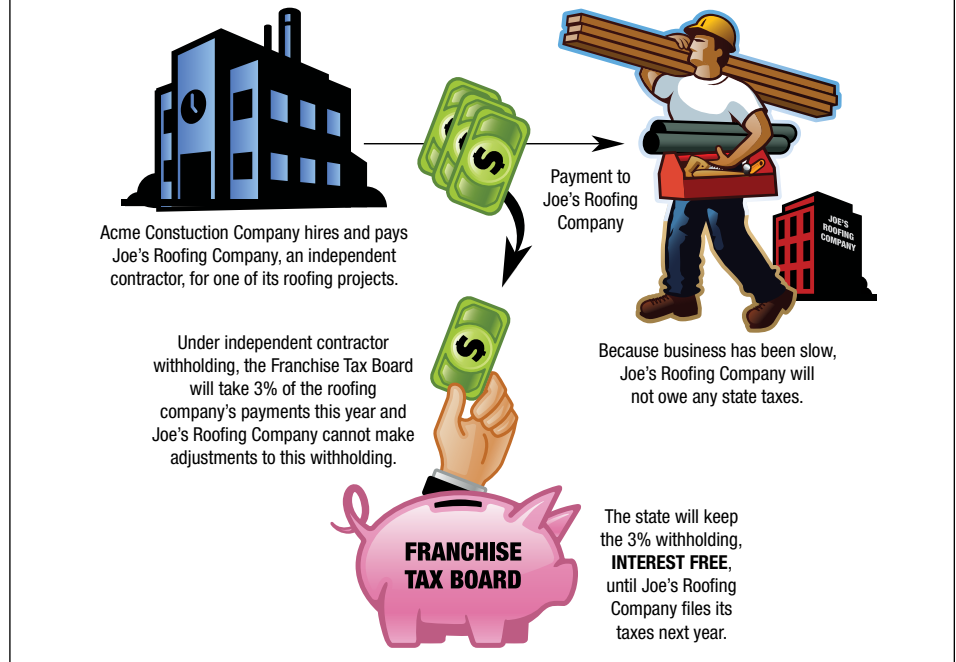 Payment to
Joe's Roofing
Company
JOE'S
ROOFING
COMPANY
Acme Constuction Company hires and pays
Joe's Roofing Company, an independent
contractor, for one of its roofing projects.
Because business has been slow,
Joe's Roofing Company will
not owe any state taxes.
Under independent contractor
withholding, the Franchise Tax Board
will take 3% of the roofing
company's payments this year and
Joe's Roofing Company cannot make
adjustments to this withholding.
FRANCHISE
TAX BOARD
The state will keep
the 3% withholding,
INTEREST FREE,
until Joe's Roofing
Company files its
taxes next year.